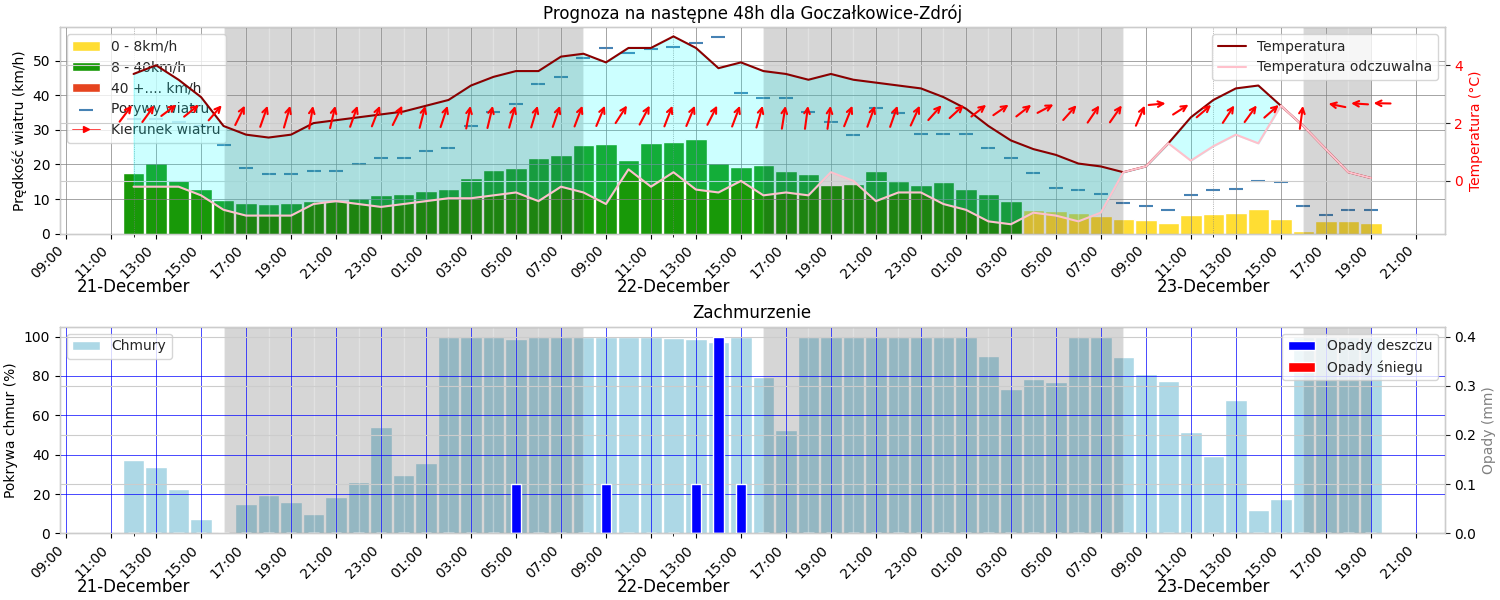 Prognoza na następne 48h dla Goczałkowice-Zdrój
Prędkość wiatru (km/h)
50
40
30
20
10
0
0 - 8km/h
8 - 40km/h
40 +.... km/h
Porywy wiatru
Kierunek wiatru
Temperatura
Temperatura odczuwalna
4
2
0
Temperatura (°C)
09:00 11:00 13:00 15:00 17:00 19:00 21:00 23:00 01:00 03:00 05:00 07:00 09:00 11:00 13:00 15:00 17:00 19:00 21:00 23:00 01:00 03:00 05:00 07:00 09:00 11:00 13:00 15:00 17:00 19:00 21:00
21-December 22-December 23-December
Zachmurzenie
Pokrywa chmur (%)
100
80
60
40
20
0
Chmury
Opady deszczu
Opady śniegu
0.4
0.3
0.2
0.1
0.0
Opady (mm)
09:00 11:00 13:00 15:00 17:00 19:00 21:00 23:00 01:00 03:00 05:00 07:00 09:00 11:00 13:00 15:00 17:00 19:00 21:00 23:00 01:00 03:00 05:00 07:00 09:00 11:00 13:00 15:00 17:00 19:00 21:00
21-December 22-December 23-December